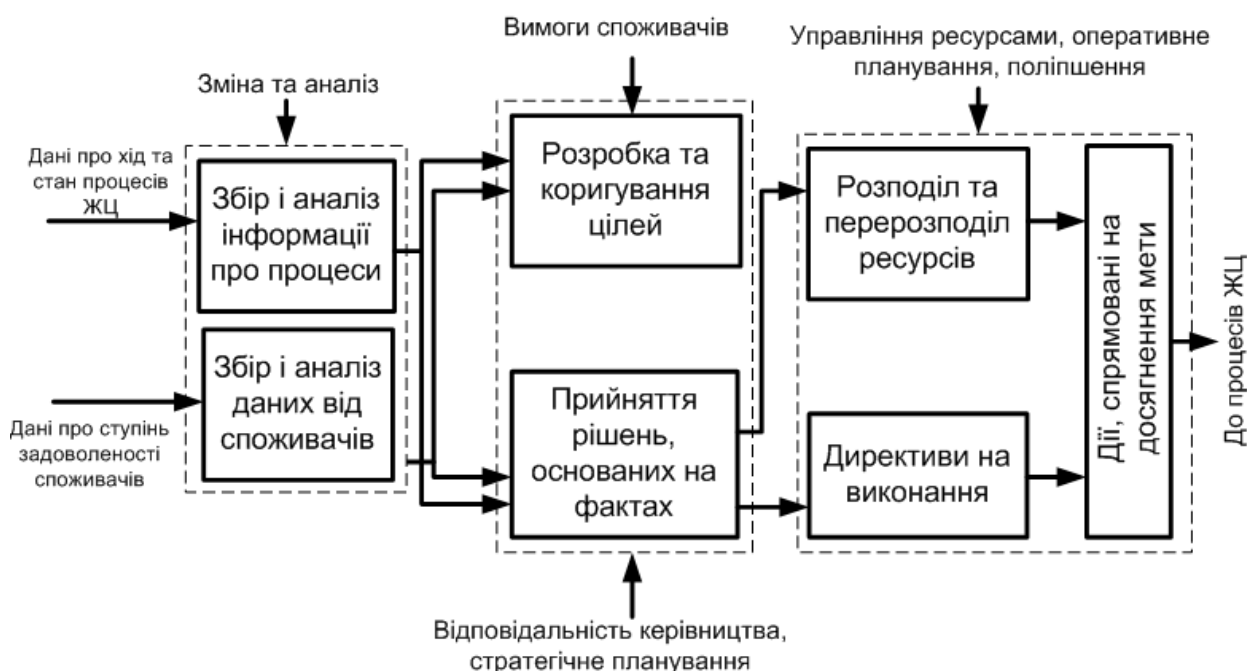 Вимоги споживачів
Управління ресурсами, оперативне
планування, поліпшення
Зміна та аналіз
Дані про хід та
стан процесів
ЖЦ
Збір і аналіз
інформації
про процеси
Розробка та
коригування
цілей
Розподіл та
перерозподіл
ресурсів
Дії, спрямовані на
досягнення мети
До процесів ЖЦ
Збір і аналіз
даних від
споживачів
Дані про ступінь
задоволеності
споживачів
Прийняття
рішень,
основаних на
фактах
Директиви на
виконання
Відповідальність керівництва,
стратегічне планування